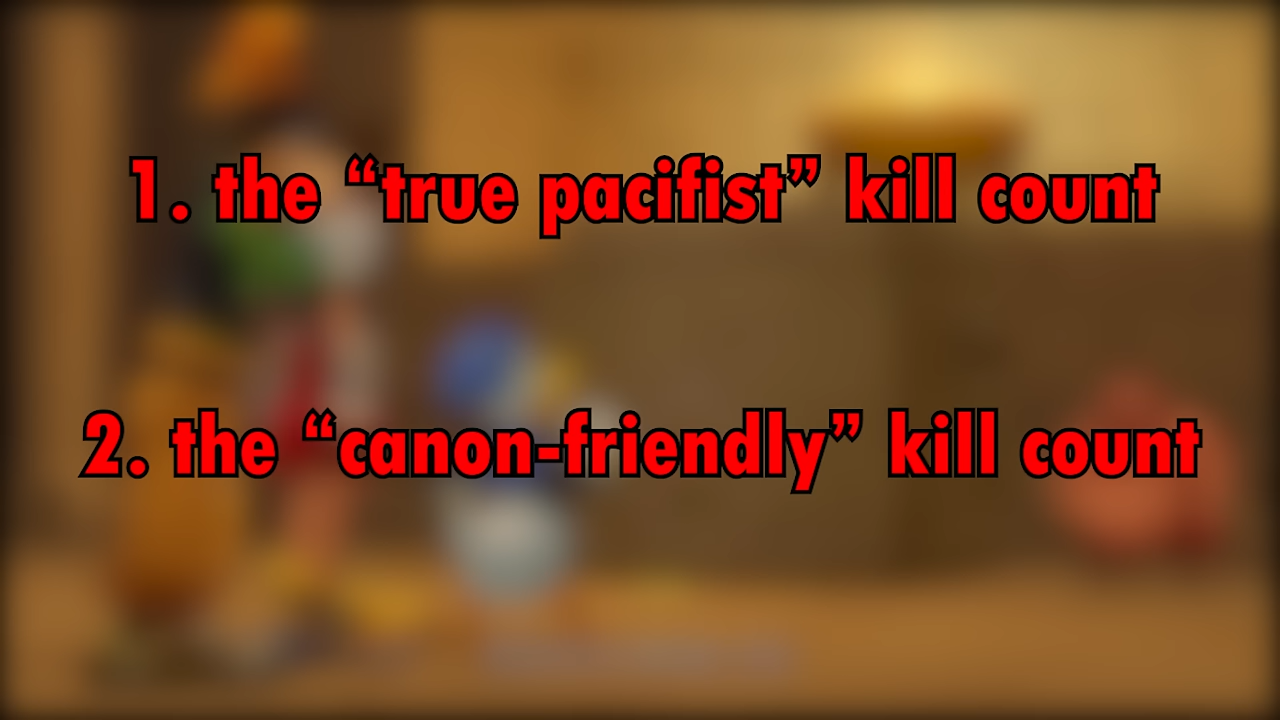 1. the “true pacifist” kill count
2. the “canon-friendly” kill count